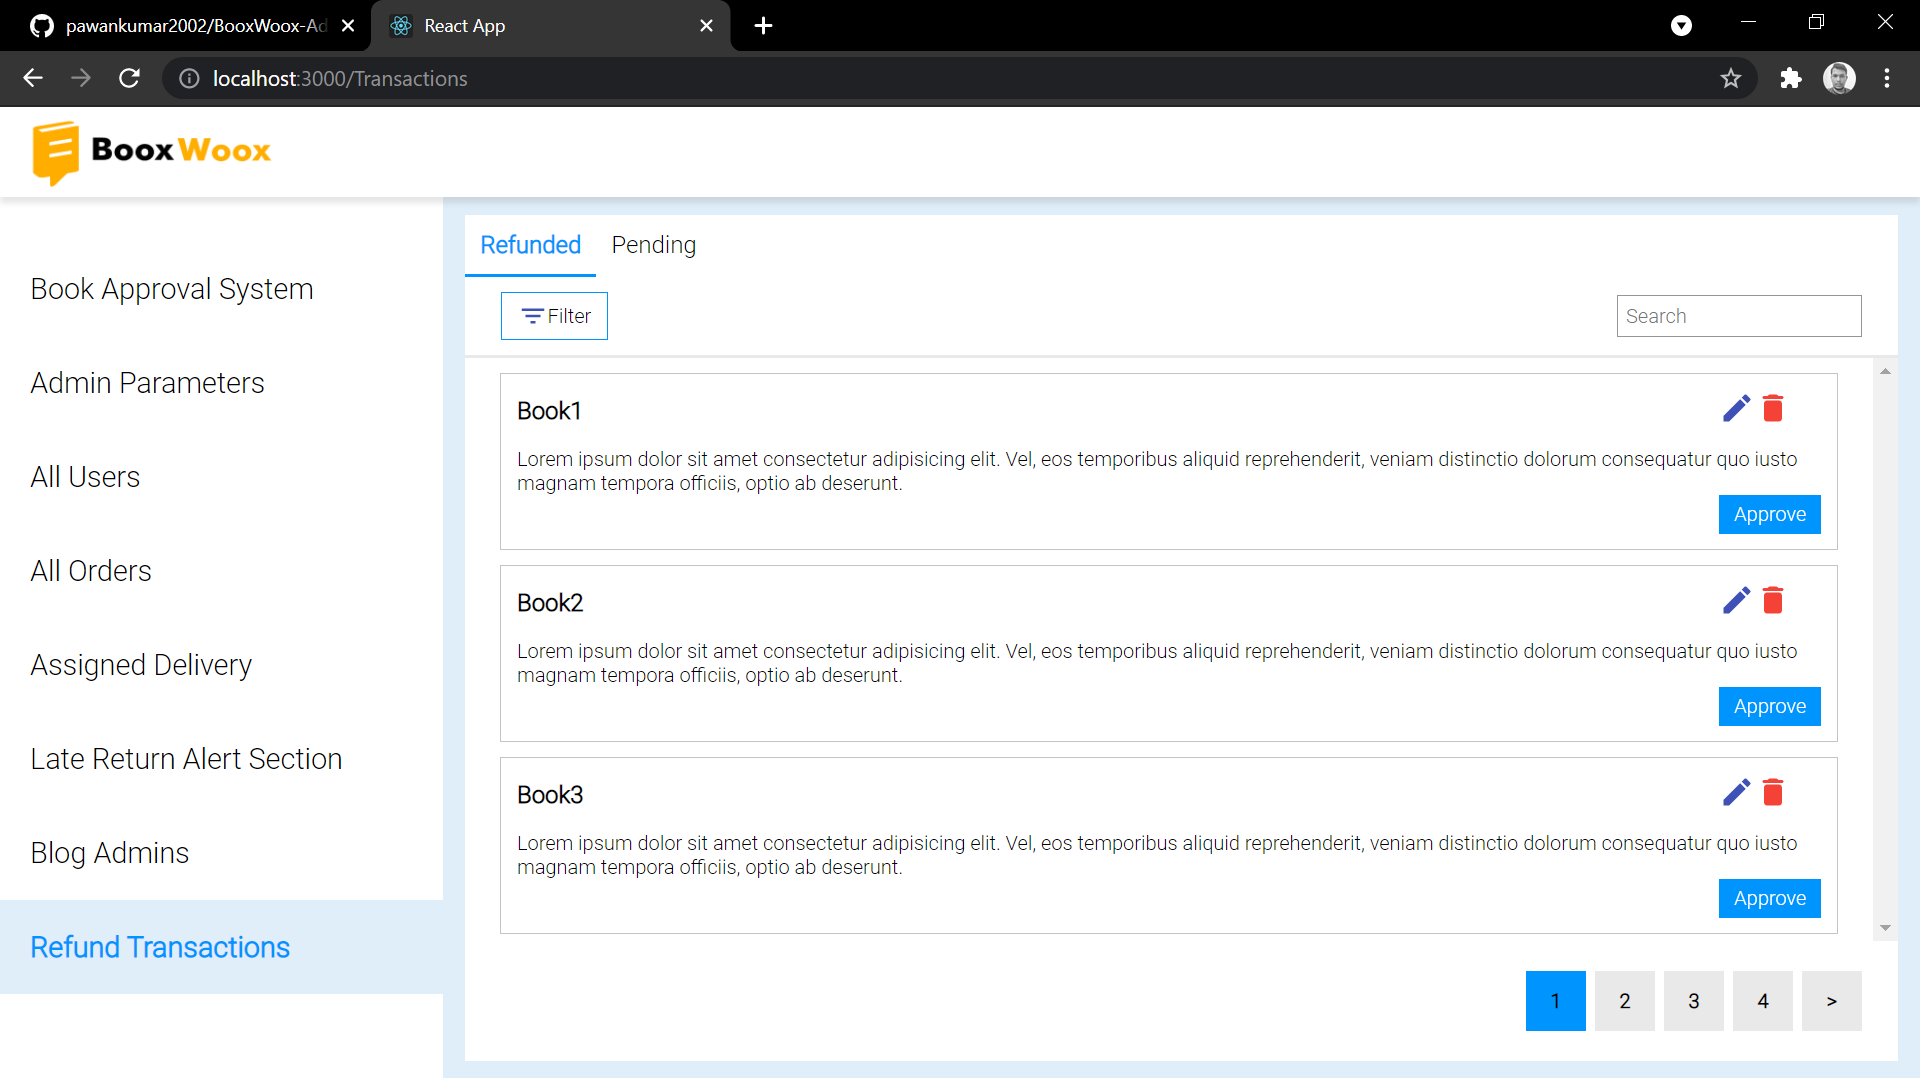 pawankumar2002/BooxWoox-Ad
React App
localhost:3000/Transactions
BooxWoox
Book Approval System
Admin Parameters
All Users
All Orders
Assigned Delivery
Late Return Alert Section
Blog Admins
Refund Transactions
Refunded Pending
Filter
Search
Book1
Lorem ipsum dolor sit amet consectetur adipisicing elit. Vel, eos temporibus aliquid reprehenderit, veniam distinctio dolorum consequatur quo iusto
magnam tempora officiis, optio ab deserunt.
Approve
Book2
Lorem ipsum dolor sit amet consectetur adipisicing elit. Vel, eos temporibus aliquid reprehenderit, veniam distinctio dolorum consequatur quo iusto
magnam tempora officiis, optio ab deserunt.
Approve
Book3
Lorem ipsum dolor sit amet consectetur adipisicing elit. Vel, eos temporibus aliquid reprehenderit, veniam distinctio dolorum consequatur quo iusto
magnam tempora officiis, optio ab deserunt.
Approve
1 2 3 4 >